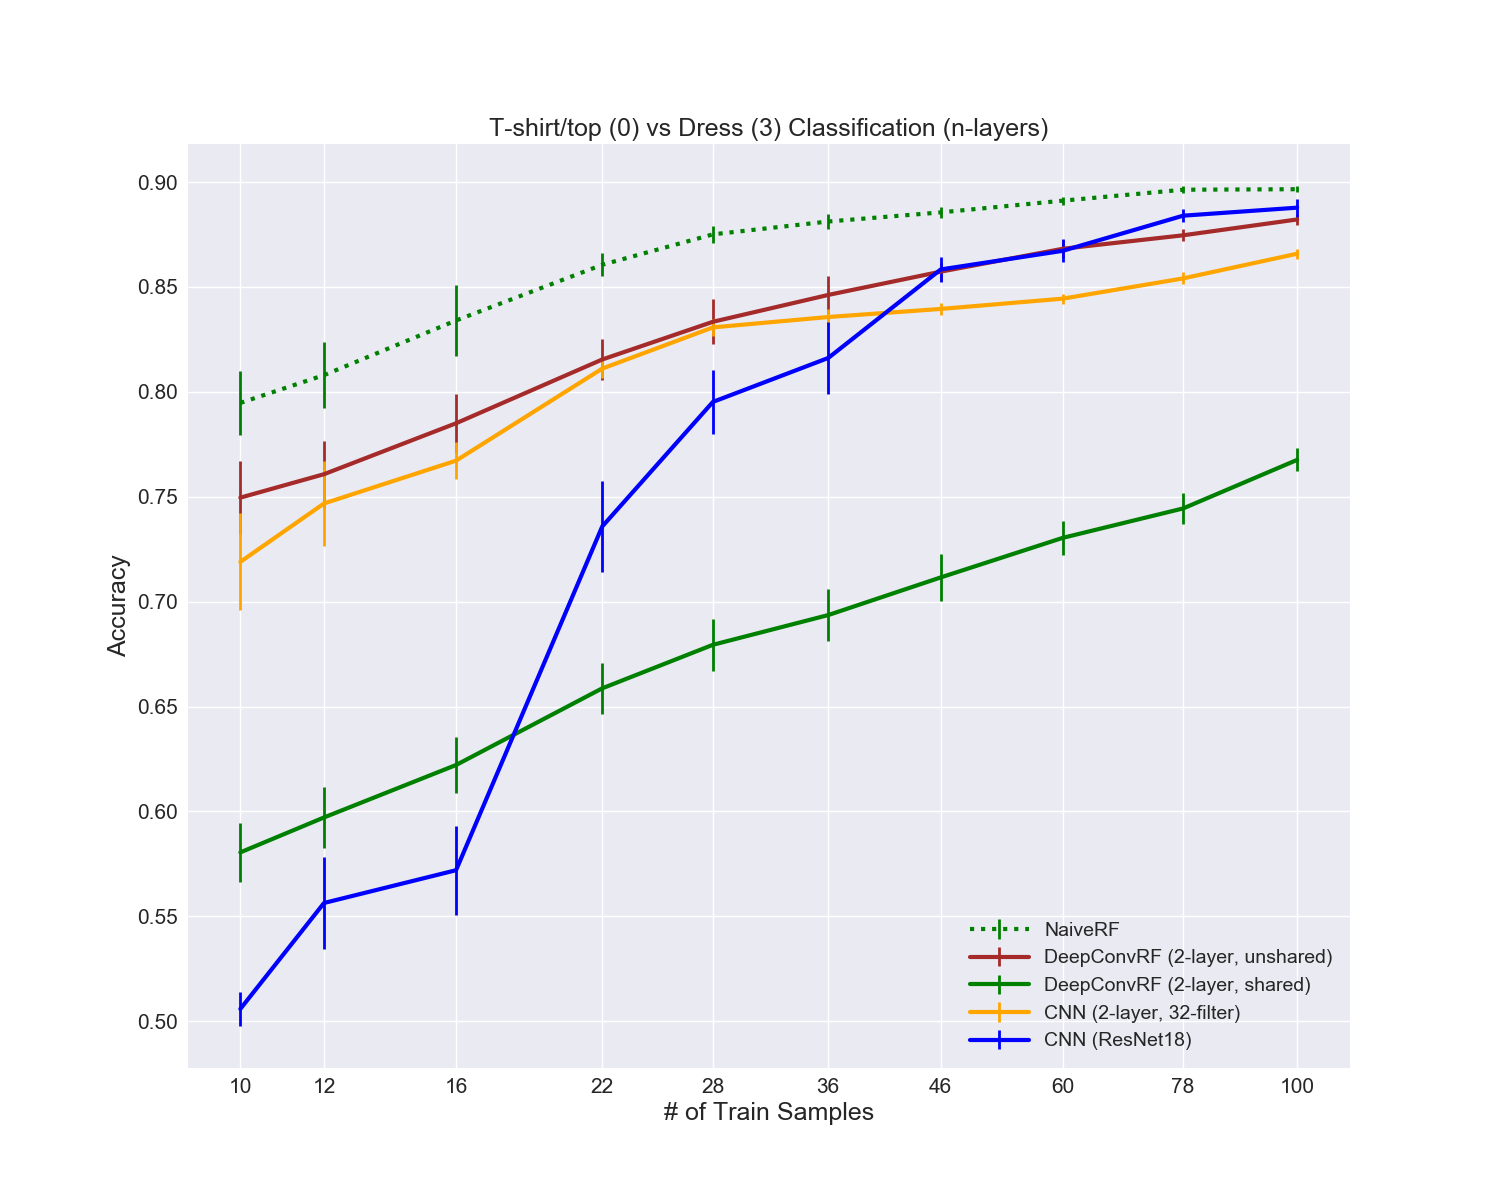 T-shirt/top (0) vs Dress (3) Classification (n-layers)
0.90
0.85
0.80
0.75
0.70
0.65
0.60
0.55
0.50
Accuracy
NaiveRF
DeepConvRF (2-layer, unshared)
DeepConvRF (2-layer, shared)
CNN (2-layer, 32-filter)
CNN (ResNet18)
10 12 16 22 28 36 46 60 78 100
# of Train Samples